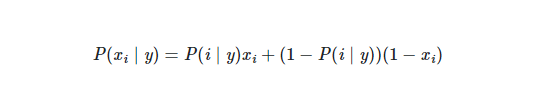 P(x_i | y) = P(i | y)x_i + (1 − P(i | y))(1 − x_i)